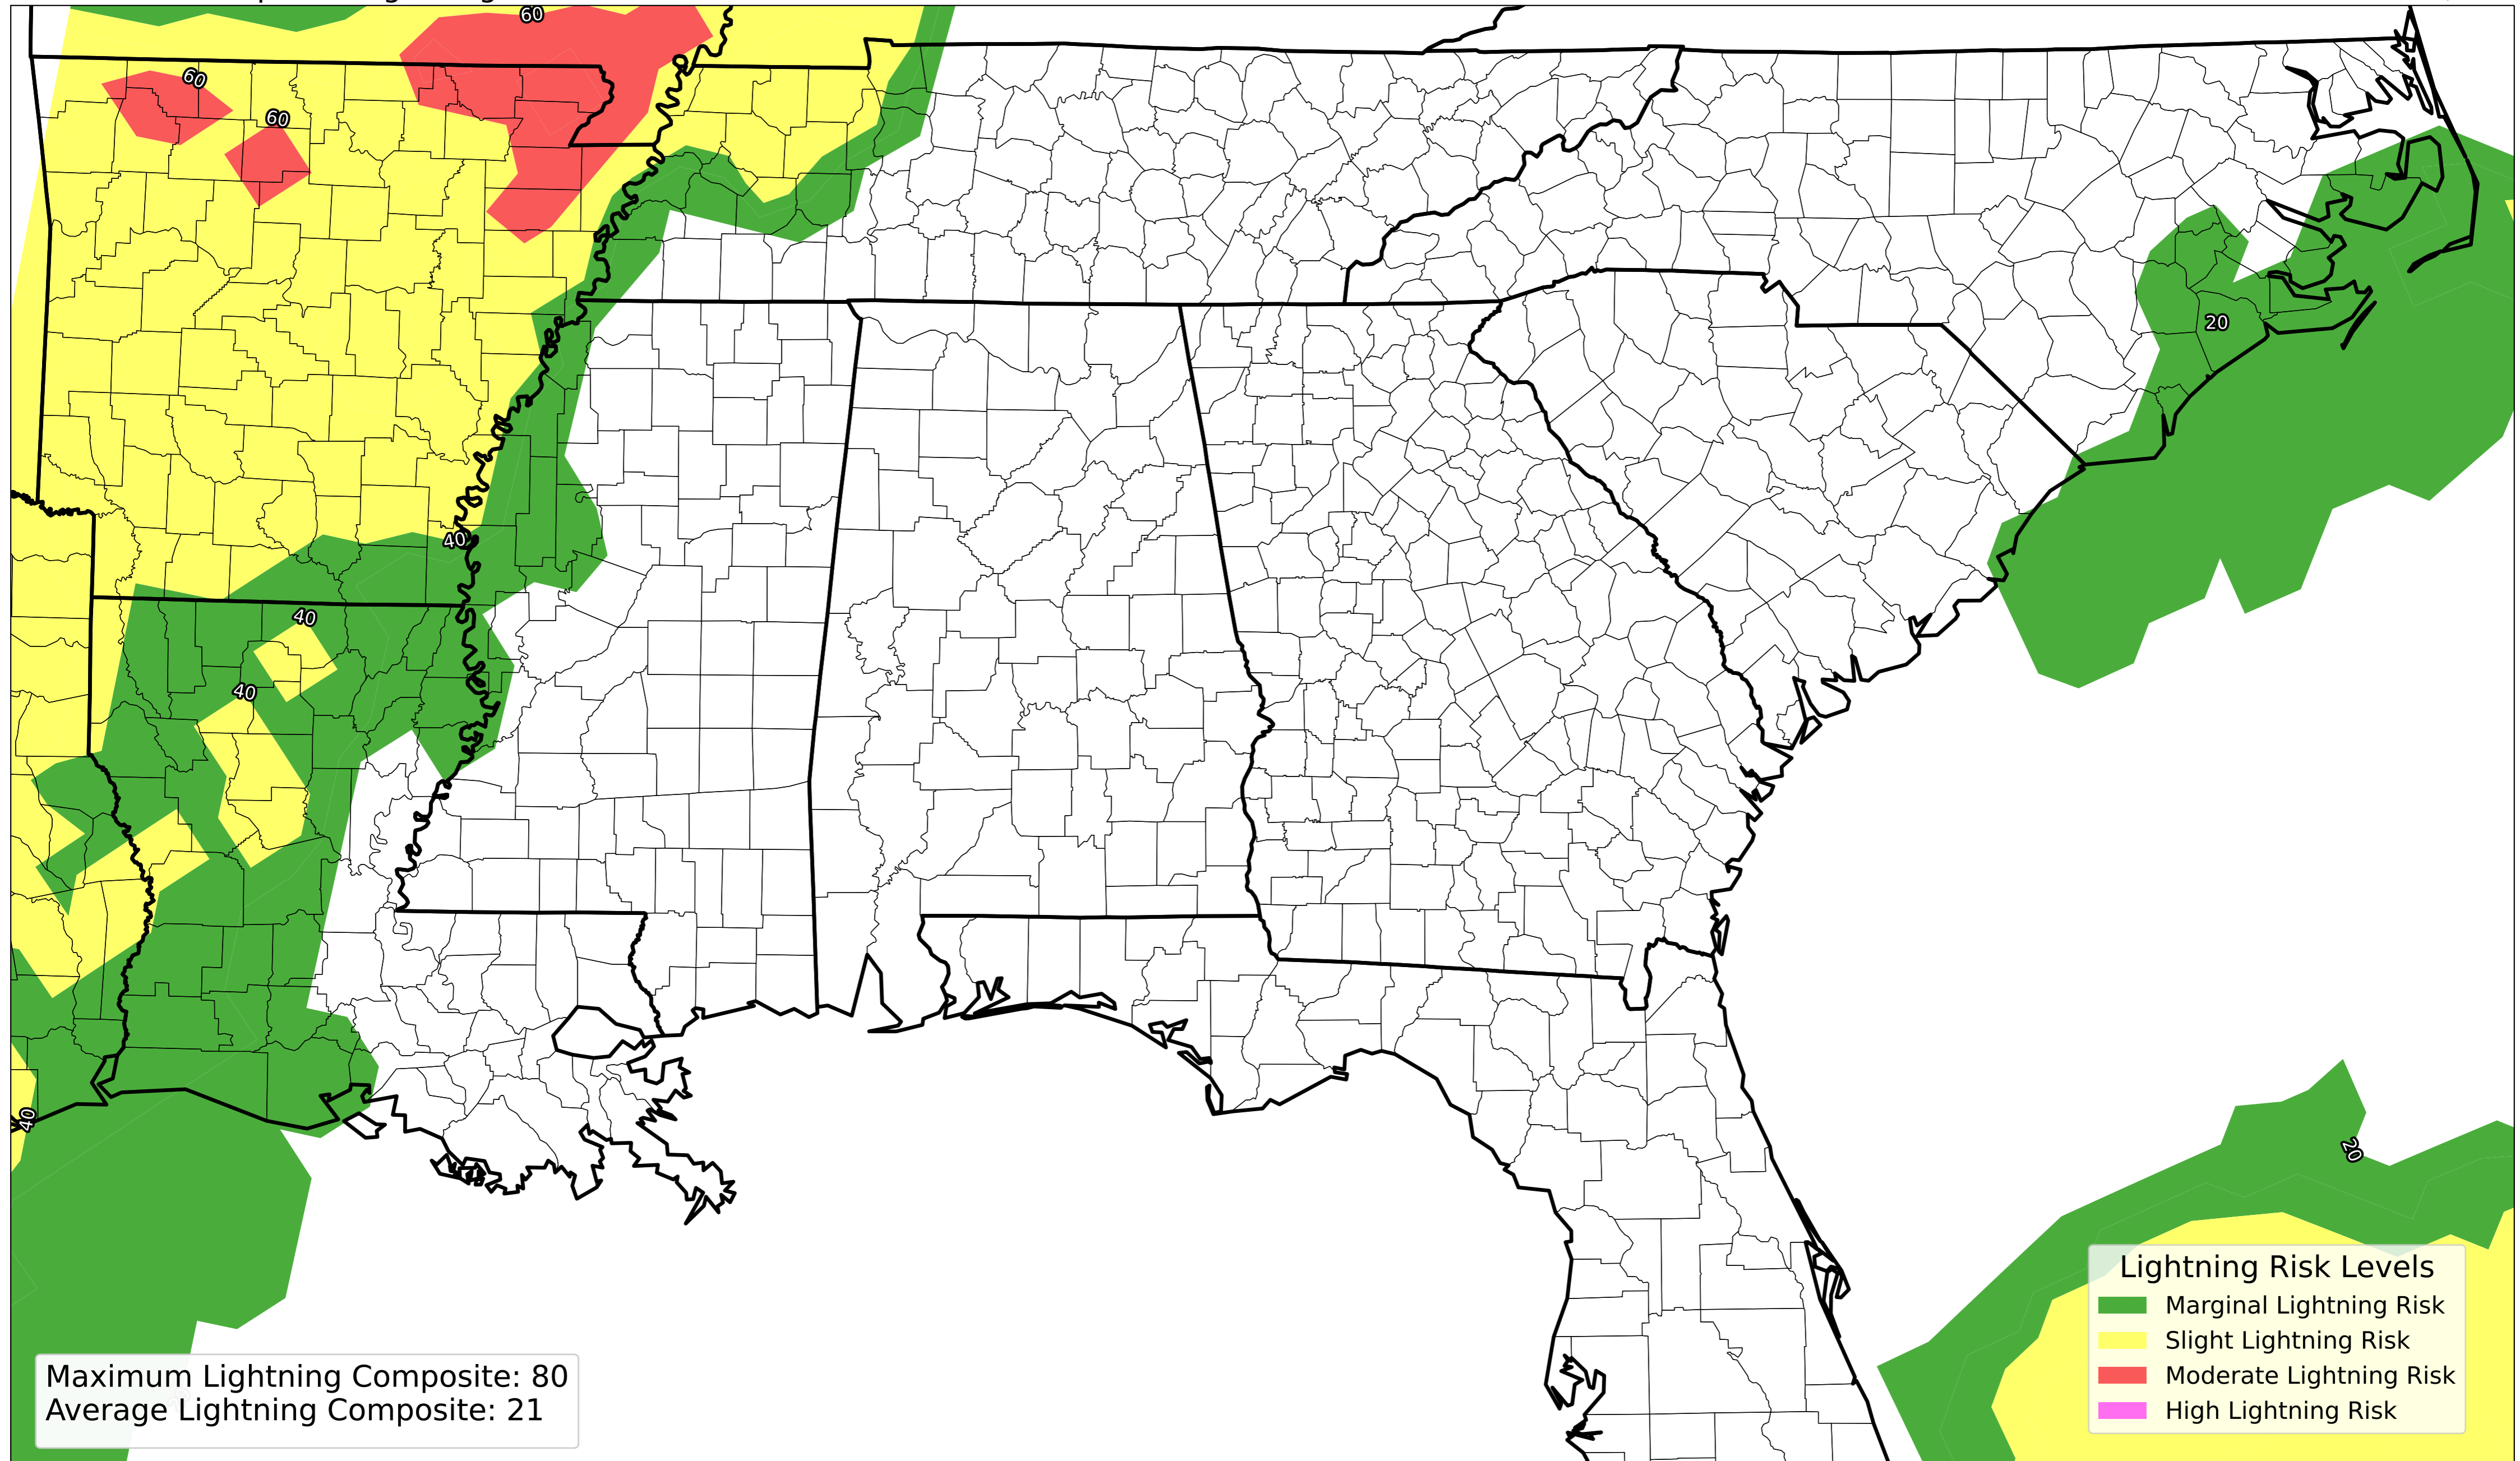 60
60
60
20
40
40
40
40
20
Lightning Risk Levels
Marginal Lightning Risk
Slight Lightning Risk
Moderate Lightning Risk
High Lightning Risk
Maximum Lightning Composite: 80
Average Lightning Composite: 21